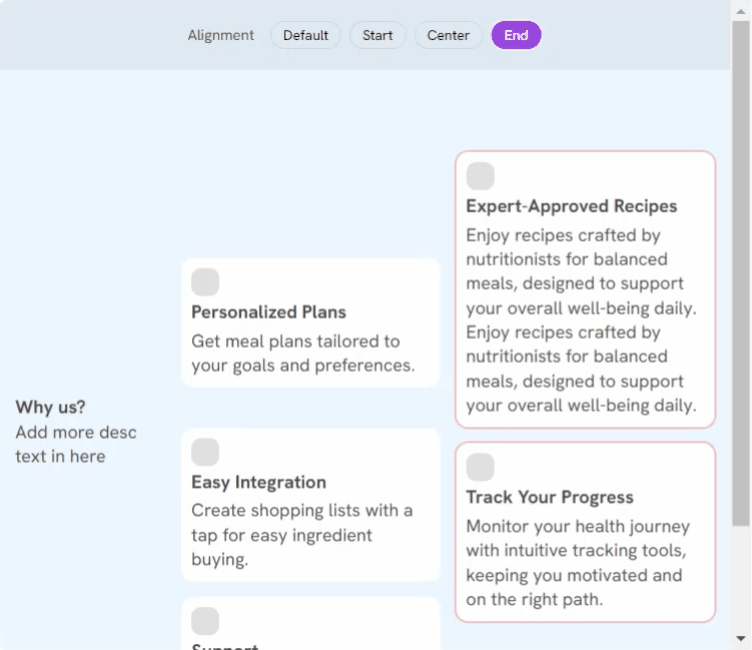 Alignment
Default
Start
Center
End
Why us?
Add more desc
text in here
Personalized Plans
Get meal plans tailored to
your goals and preferences.
Expert-Approved Recipes
Enjoy recipes crafted by
nutritionists for balanced
meals, designed to support
your overall well-being daily.
Enjoy recipes crafted by
nutritionists for balanced
meals, designed to support
your overall well-being daily.
Easy Integration
Create shopping lists with a
tap for easy ingredient
buying.
Track Your Progress
Monitor your health journey
with intuitive tracking tools,
keeping you motivated and
on the right path.
Support